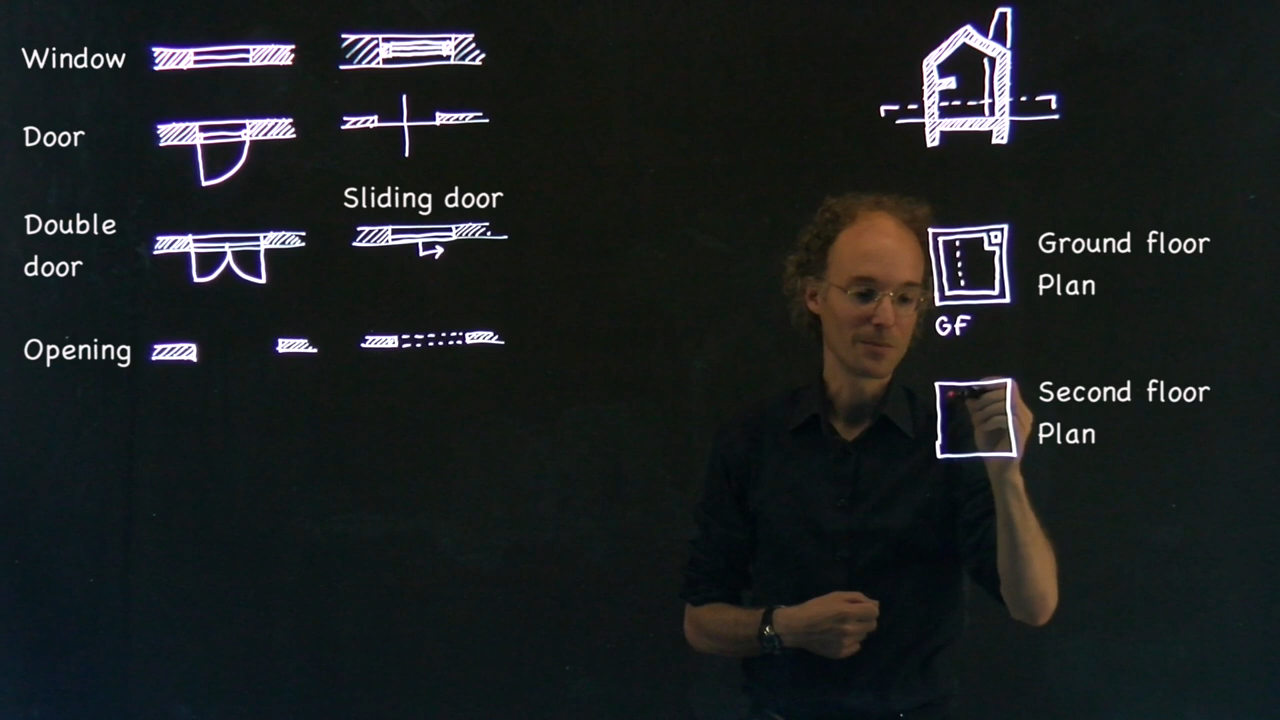 Window
Door
Sliding door
Double
door
Opening
Ground floor
Plan
GF
Second floor
Plan